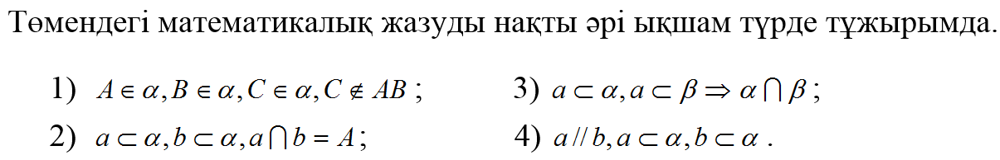 Төмендегі математикалық жазуды нақты әрі ықшам түрде тұжырымда.
1) A ∈ α, B ∈ α, C ∈ α, C ∉ AB ; 3) a ⊂ α, a ⊂ β ⇒ α ⋂ β ;
2) a ⊂ α, b ⊂ α, a ⋂ b = A; 4) a // b, a ⊂ α, b ⊂ α .